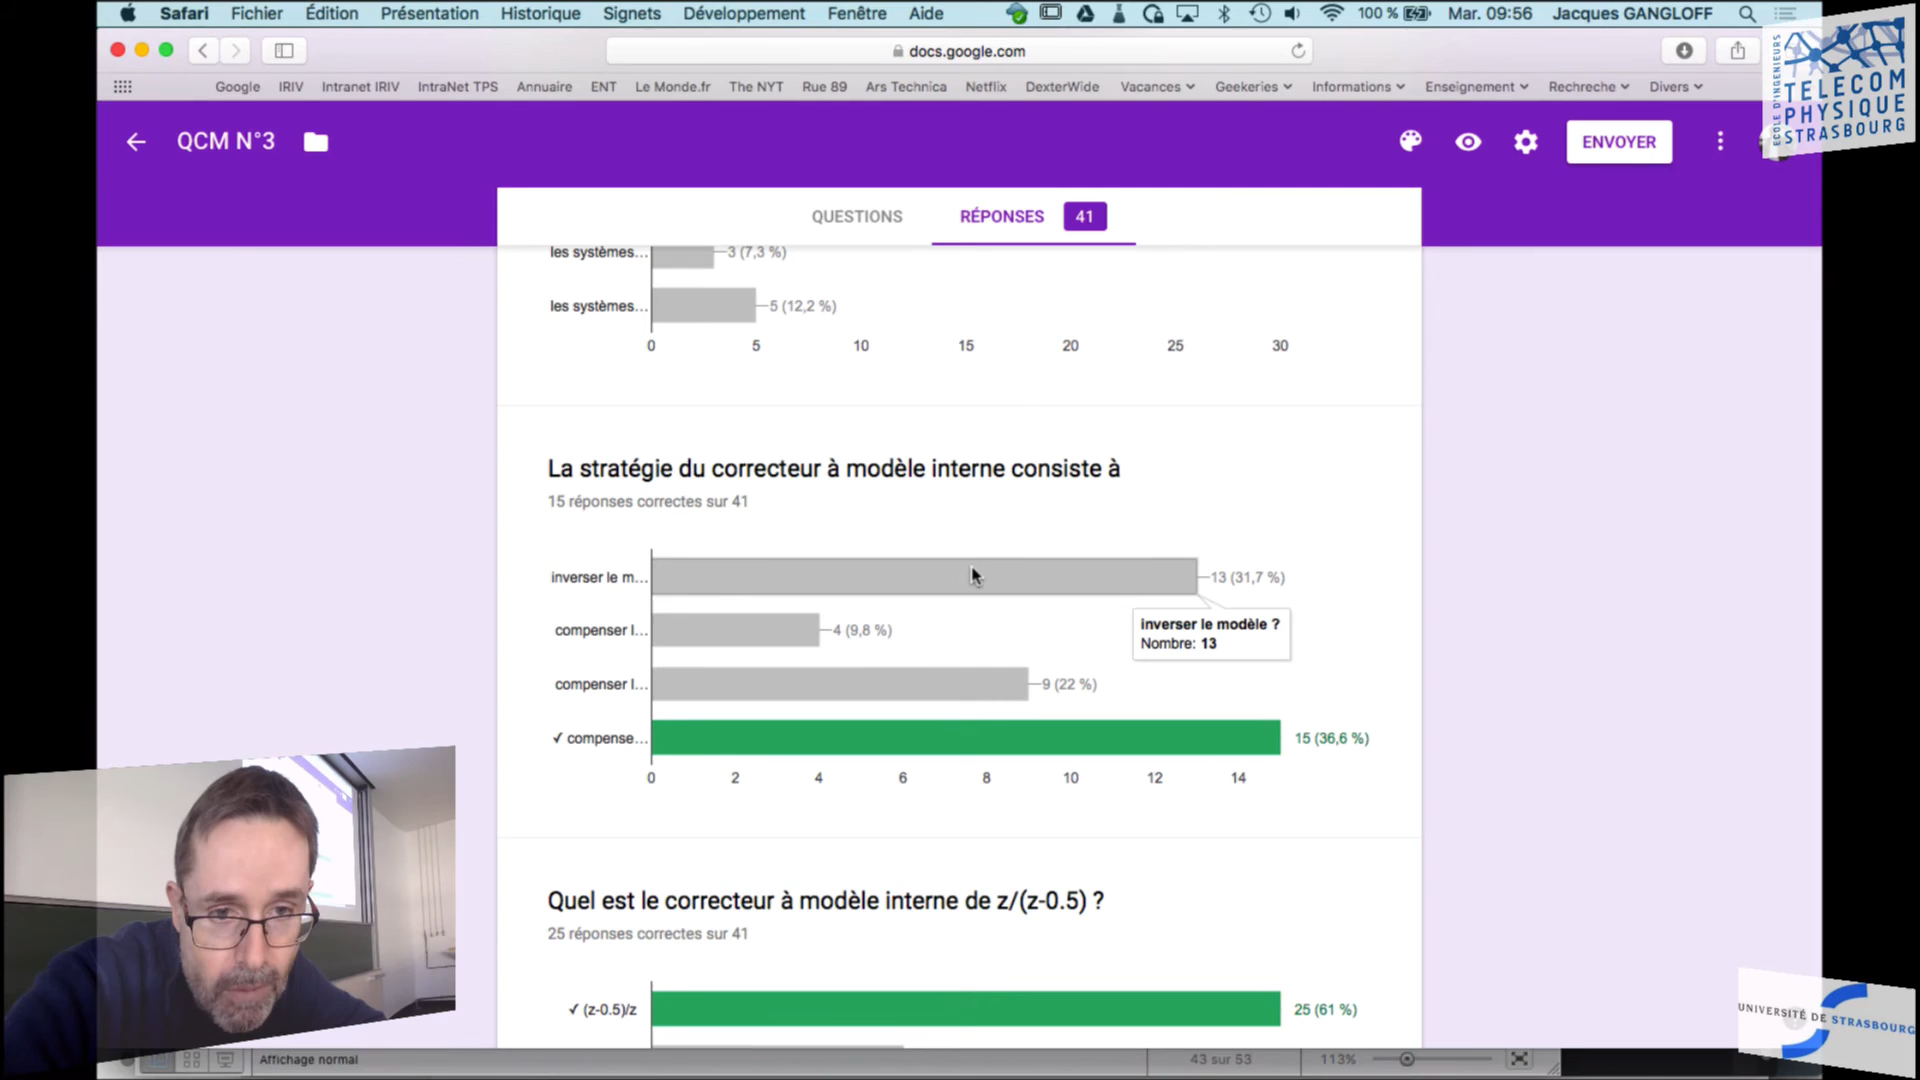 Safari Fichier Édition Présentation Historique Signets Développement Fenêtre Aide 100 % Mar. 09:56 Jacques GANGLOFF
docs.google.com
Google IRIV Intranet IRIV IntraNet TPS Annuaire ENT Le Monde.fr The NYT Rue 89 Ars Technica Netflix DexterWide Vacances Geekeries Informations Enseignement Rechreche Divers
ECOLE D'INGENIEURS
TELECOM
PHYSIQUE
STRASBOURG
QCM N°3
ENVOYER
QUESTIONS RÉPONSES 41
les systèmes... 3 (7,3 %)
les systèmes... 5 (12,2 %)
0 5 10 15 20 25 30
La stratégie du correcteur à modèle interne consiste à
15 réponses correctes sur 41
inverser le m... 13 (31,7 %)
inverser le modèle ?
Nombre: 13
compenser l... 4 (9,8 %)
compenser l... 9 (22 %)
✓ compense... 15 (36,6 %)
0 2 4 6 8 10 12 14
Quel est le correcteur à modèle interne de z/(z-0.5) ?
25 réponses correctes sur 41
✓ (z-0.5)/z 25 (61 %)
UNIVERSITÉ DE STRASBOURG
Affichage normal 43 sur 53 113%